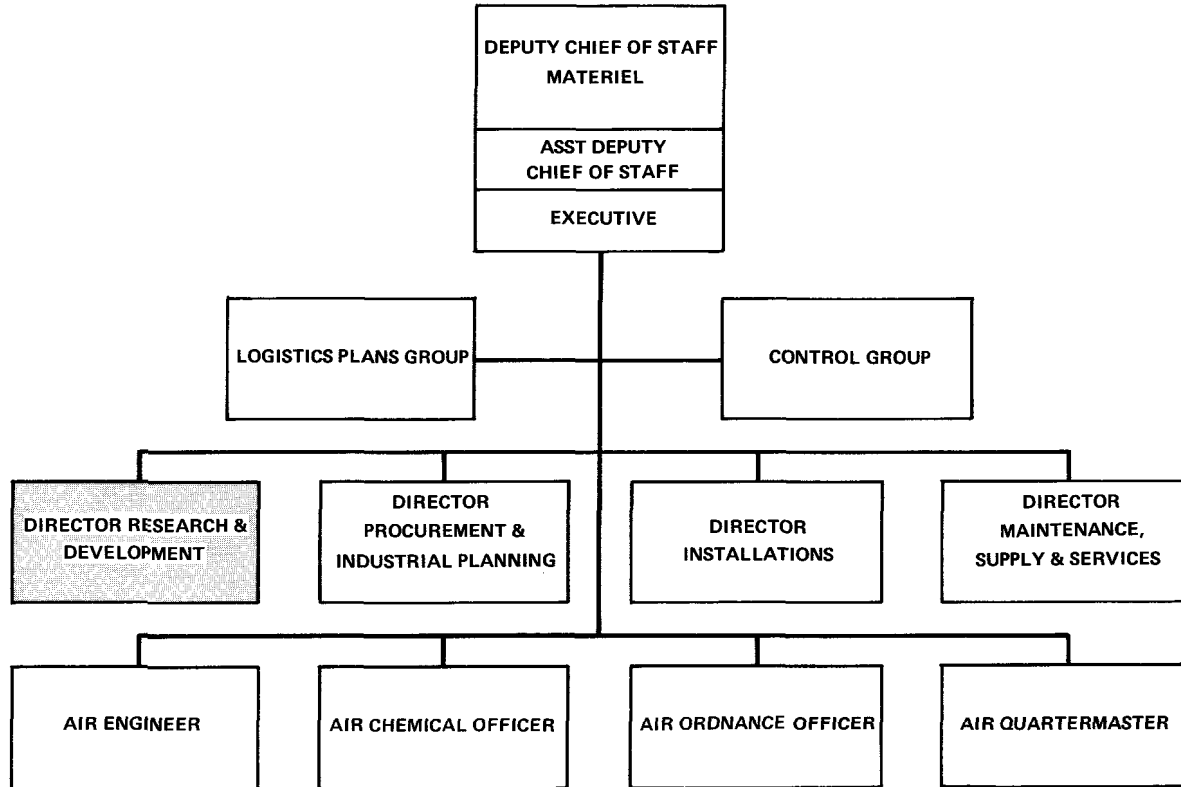 DEPUTY CHIEF OF STAFF
MATERIEL
ASST DEPUTY
CHIEF OF STAFF
EXECUTIVE
LOGISTICS PLANS GROUP
CONTROL GROUP
DIRECTOR RESEARCH &
DEVELOPMENT
DIRECTOR
PROCUREMENT &
INDUSTRIAL PLANNING
DIRECTOR
INSTALLATIONS
DIRECTOR
MAINTENANCE,
SUPPLY & SERVICES
AIR ENGINEER
AIR CHEMICAL OFFICER
AIR ORDNANCE OFFICER
AIR QUARTERMASTER